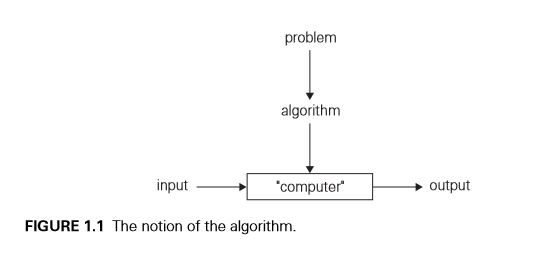 problem
algorithm
input "computer" output
FIGURE 1.1 The notion of the algorithm.